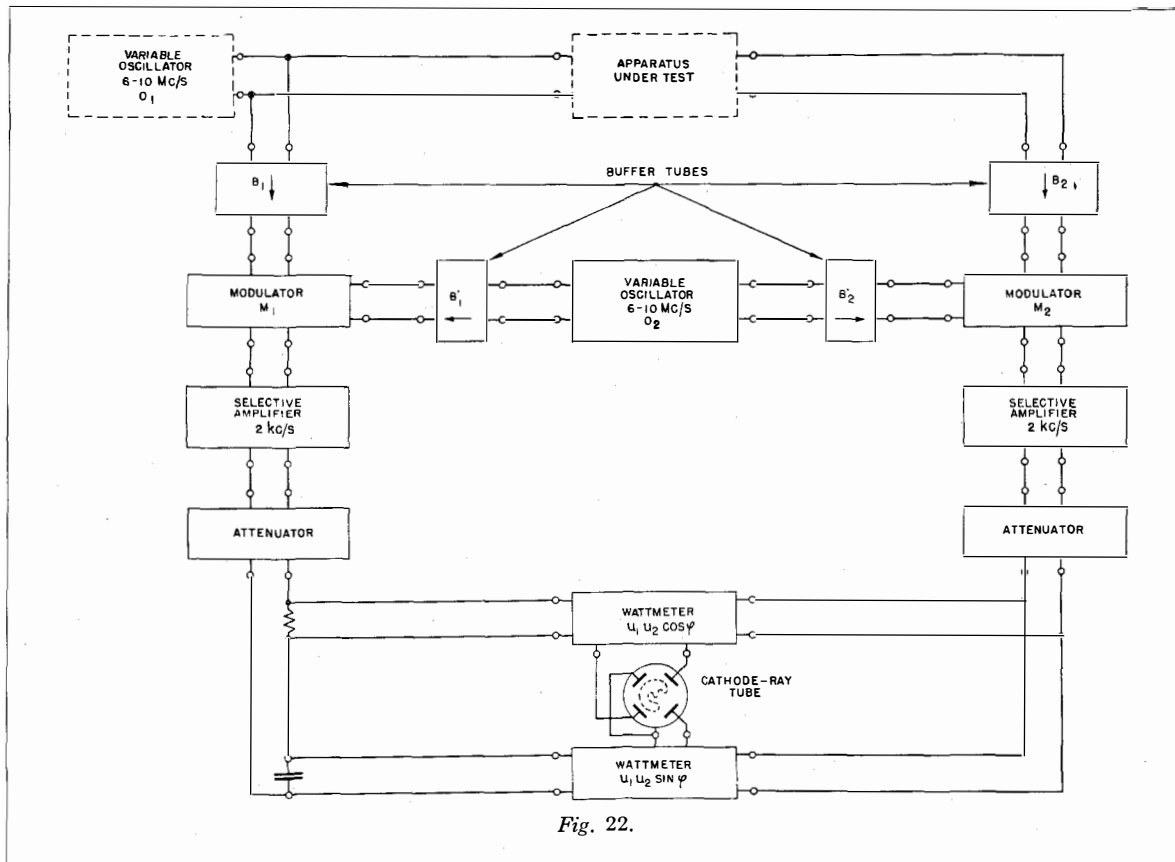 VARIABLE
OSCILLATOR
6-10 MC/S
O1
APPARATUS
UNDER TEST
B1
BUFFER TUBES
B2
MODULATOR
M1
B'1
VARIABLE
OSCILLATOR
6-10 MC/S
O2
B'2
MODULATOR
M2
SELECTIVE
AMPLIFIER
2 KC/S
SELECTIVE
AMPLIFIER
2 KC/S
ATTENUATOR
ATTENUATOR
WATTMETER
U1 U2 COS φ
CATHODE-RAY
TUBE
WATTMETER
U1 U2 SIN φ
Fig. 22.